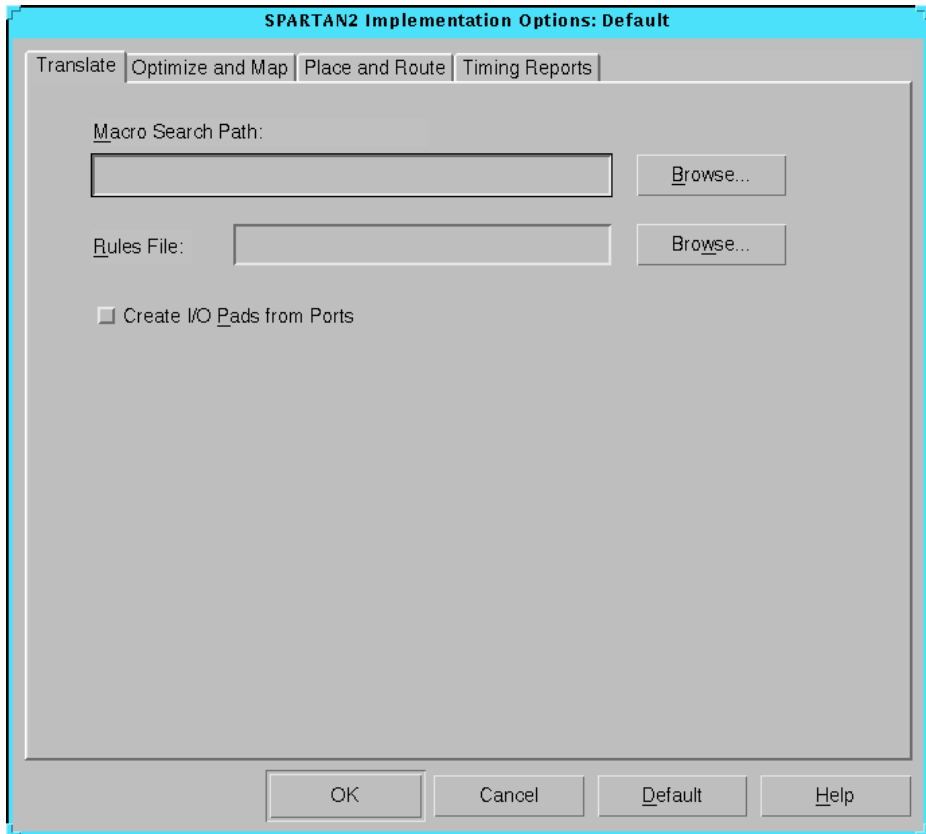 SPARTAN2 Implementation Options: Default
Translate Optimize and Map Place and Route Timing Reports
Macro Search Path:
Browse...
Rules File: Browse...
Create I/O Pads from Ports
OK Cancel Default Help